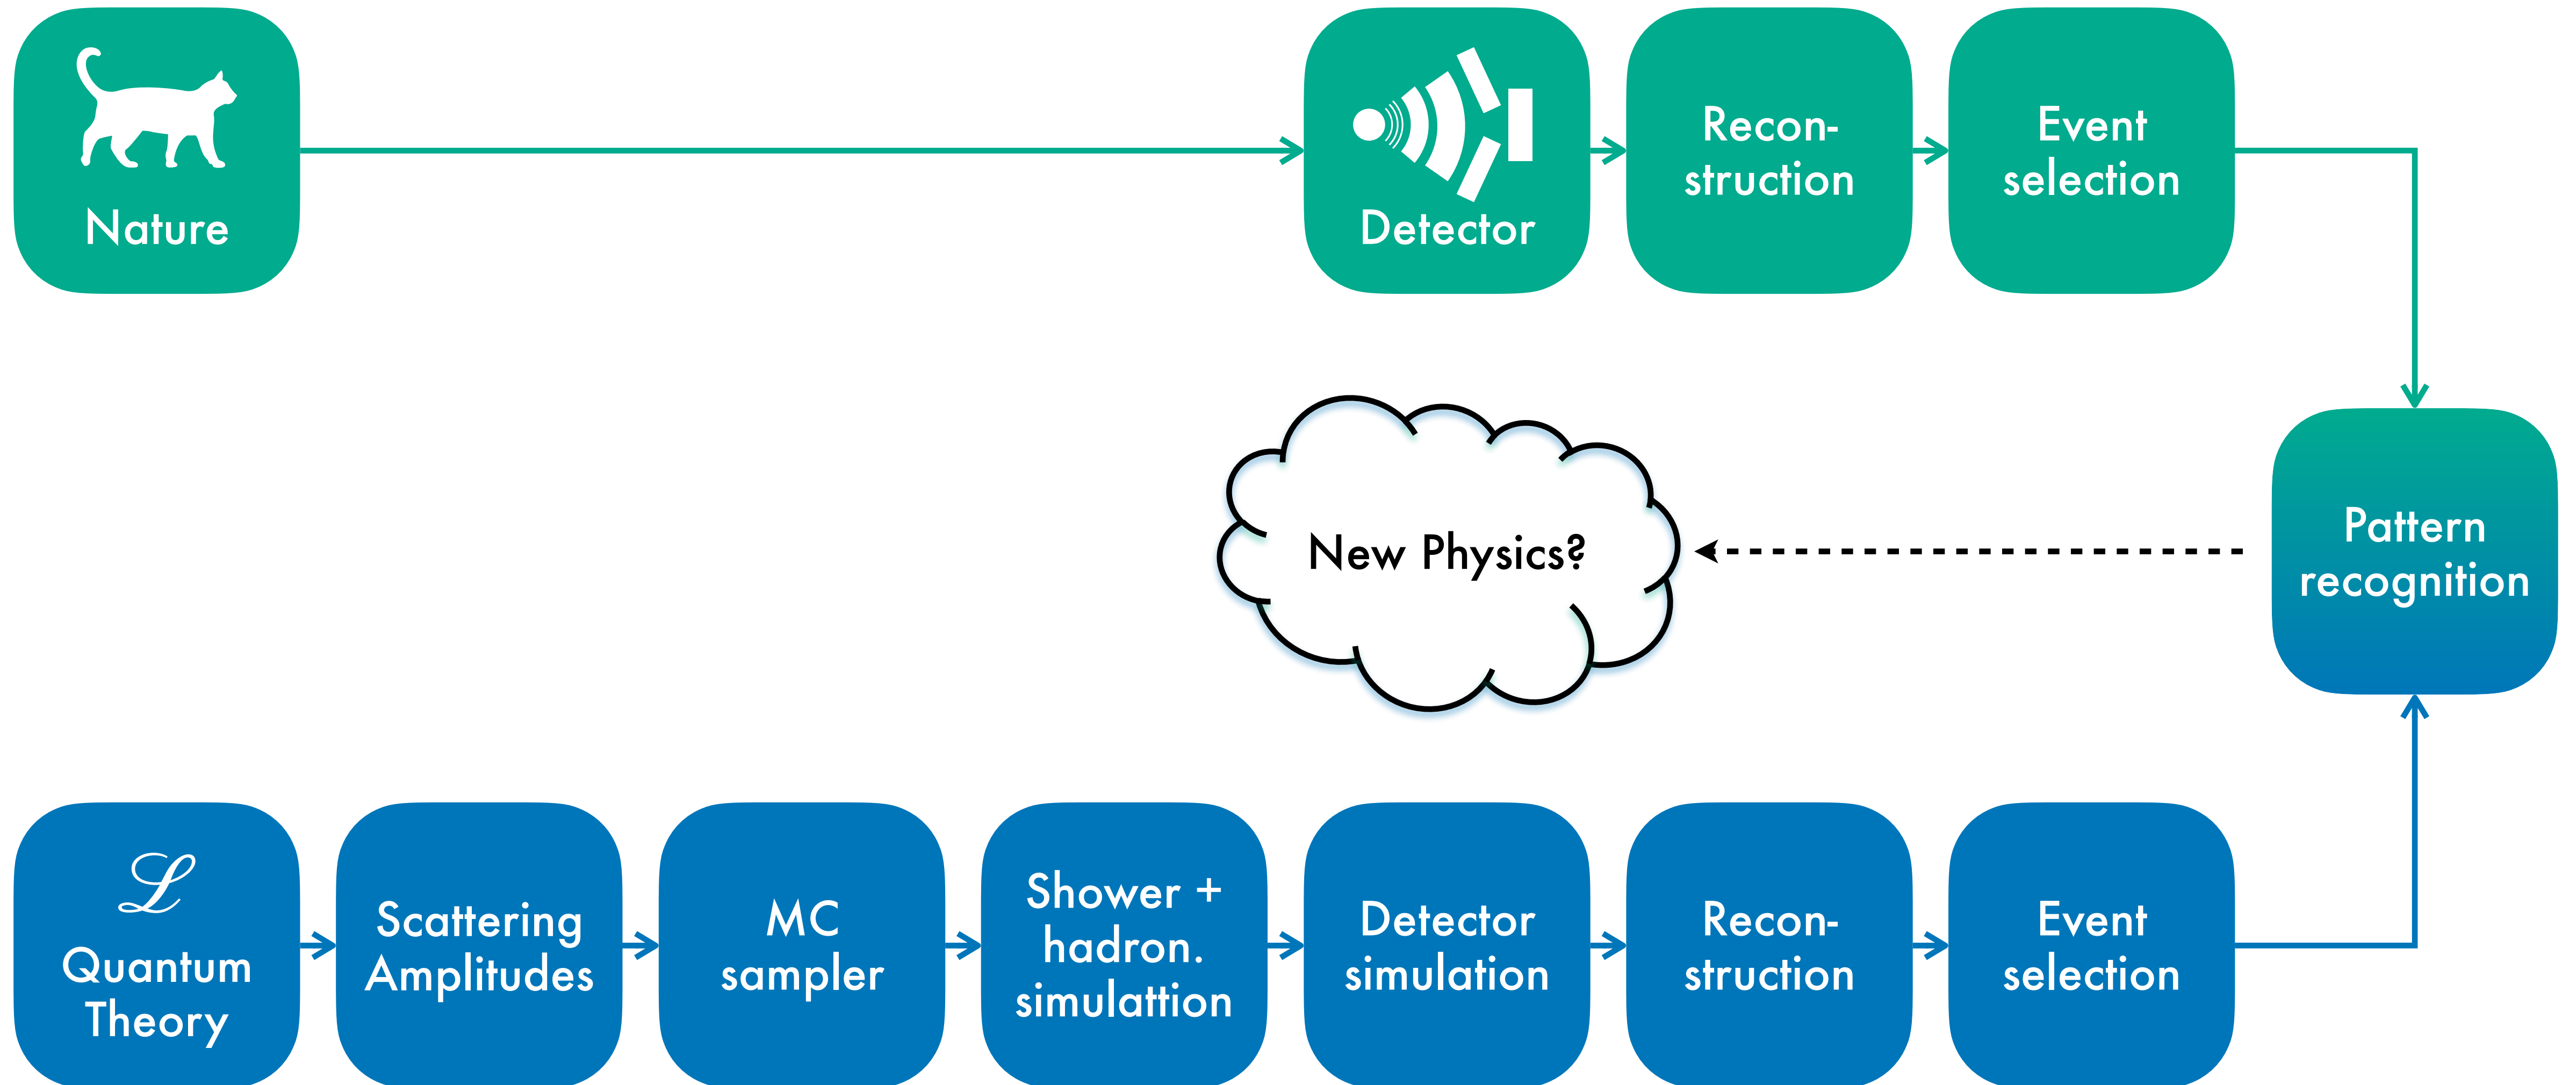 Nature
Detector
Recon-
struction
Event
selection
New Physics?
Pattern
recognition
ℒ
Quantum
Theory
Scattering
Amplitudes
MC
sampler
Shower +
hadron.
simulattion
Detector
simulation
Recon-
struction
Event
selection